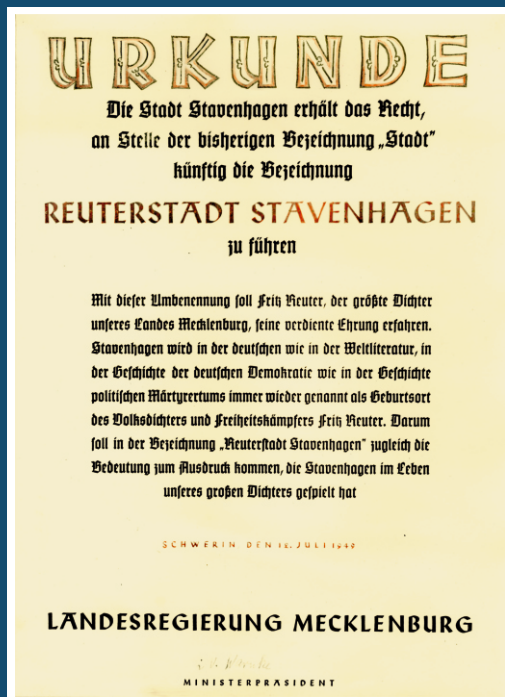 URKUNDE
Die Stadt Stavenhagen erhält das Recht,
an Stelle der bisherigen Bezeichnung „Stadt"
künftig die Bezeichnung
REUTERSTADT STAVENHAGEN
zu führen
Mit dieser Umbenennung soll Fritz Reuter, der größte Dichter
unseres Landes Mecklenburg, seine verdiente Ehrung erfahren.
Stavenhagen wird in der deutschen wie in der Weltliteratur, in
der Geschichte der deutschen Demokratie wie in der Geschichte
politischen Märtyrertums immer wieder genannt als Geburtsort
des Volksdichters und Freiheitskämpfers Fritz Reuter. Darum
soll in der Bezeichnung „Reuterstadt Stavenhagen" zugleich die
Bedeutung zum Ausdruck kommen, die Stavenhagen im Leben
unseres großen Dichters gespielt hat
SCHWERIN DEN JULI 1949
LANDESREGIERUNG MECKLENBURG
MINISTERPRÄSIDENT